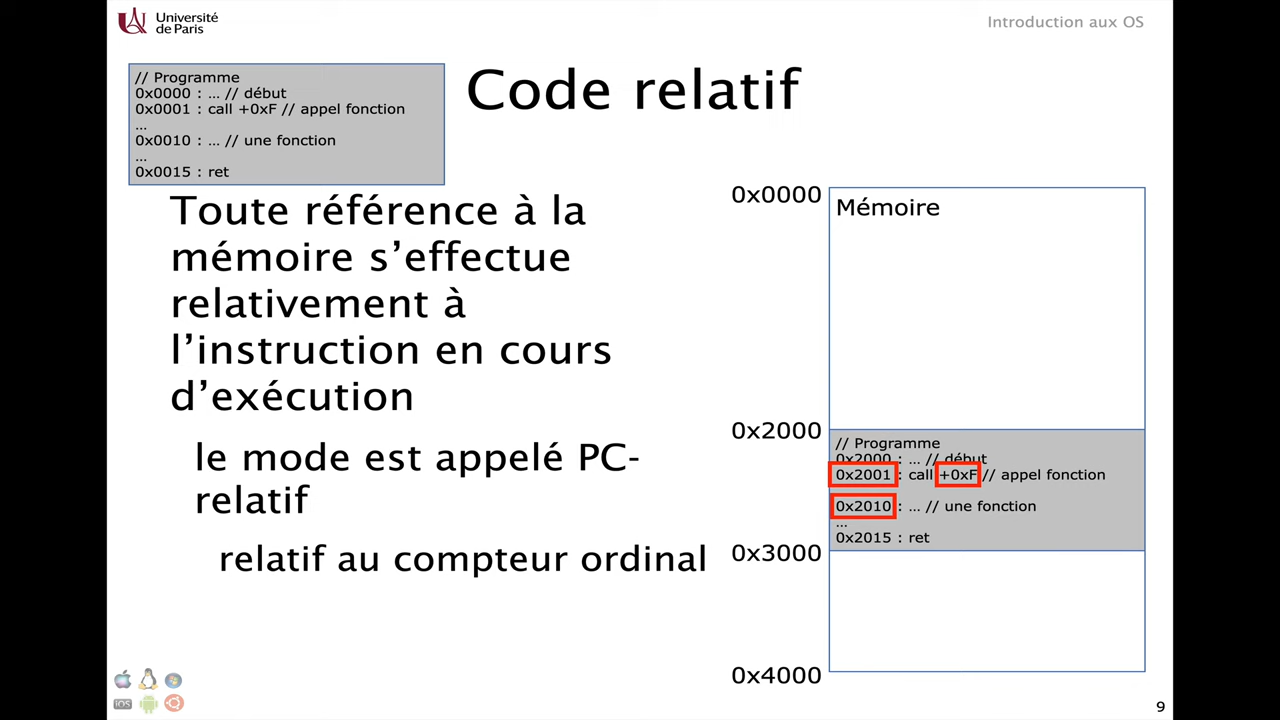 Université
de Paris
Introduction aux OS
// Programme
0x0000 : ... // début
0x0001 : call +0xF // appel fonction
...
0x0010 : ... // une fonction
...
0x0015 : ret
Code relatif
Toute référence à la
mémoire s’effectue
relativement à
l’instruction en cours
d’exécution
le mode est appelé PC-
relatif
relatif au compteur ordinal
0x0000
Mémoire
0x2000
// Programme
0x2000 : ... // début
0x2001 : call +0xF // appel fonction
0x2010 : ... // une fonction
...
0x2015 : ret
0x3000
0x4000
iOS
9